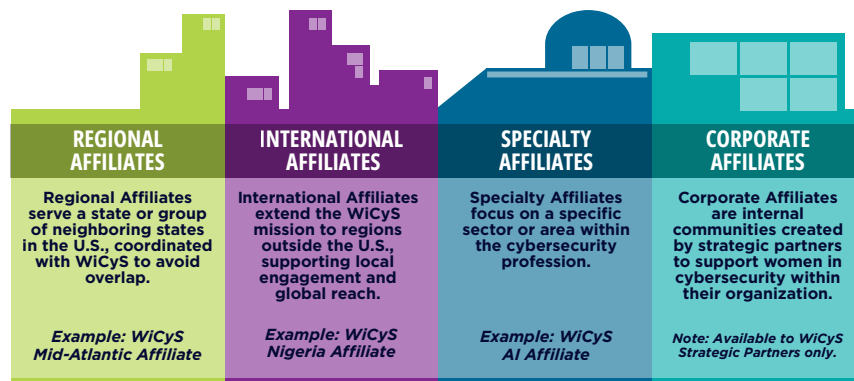 REGIONAL
AFFILIATES
Regional Affiliates
serve a state or group
of neighboring states
in the U.S., coordinated
with WiCyS to avoid
overlap.
Example: WiCyS
Mid-Atlantic Affiliate
INTERNATIONAL
AFFILIATES
International Affiliates
extend the WiCyS
mission to regions
outside the U.S.,
supporting local
engagement and
global reach.
Example: WiCyS
Nigeria Affiliate
SPECIALTY
AFFILIATES
Specialty Affiliates
focus on a specific
sector or area within
the cybersecurity
profession.
Example: WiCyS
AI Affiliate
CORPORATE
AFFILIATES
Corporate Affiliates
are internal
communities created
by strategic partners
to support women in
cybersecurity within
their organization.
Note: Available to WiCyS
Strategic Partners only.